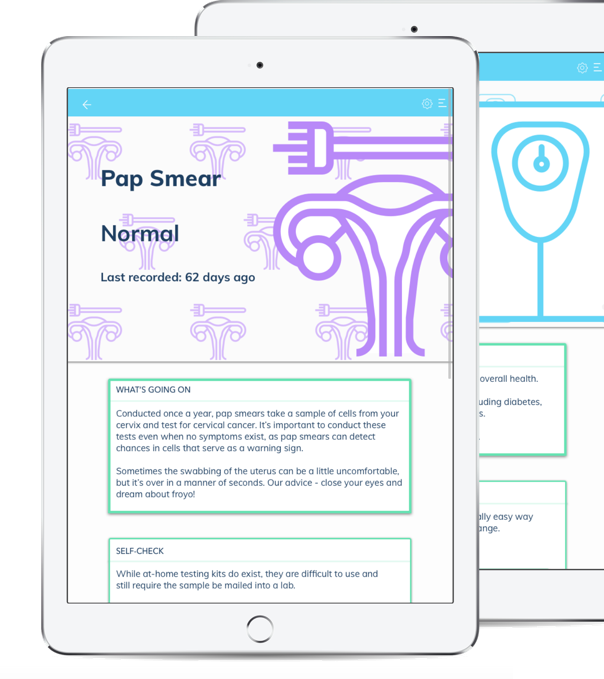 Pap Smear
Normal
Last recorded: 62 days ago
WHAT'S GOING ON
Conducted once a year, pap smears take a sample of cells from your
cervix and test for cervical cancer. It's important to conduct these
tests even when no symptoms exist, as pap smears can detect
chances in cells that serve as a warning sign.
Sometimes the swabbing of the uterus can be a little uncomfortable,
but it's over in a manner of seconds. Our advice - close your eyes and
dream about froyo!
SELF-CHECK
While at-home testing kits do exist, they are difficult to use and
still require the sample be mailed into a lab.
overall health.
diabetes,
easy way